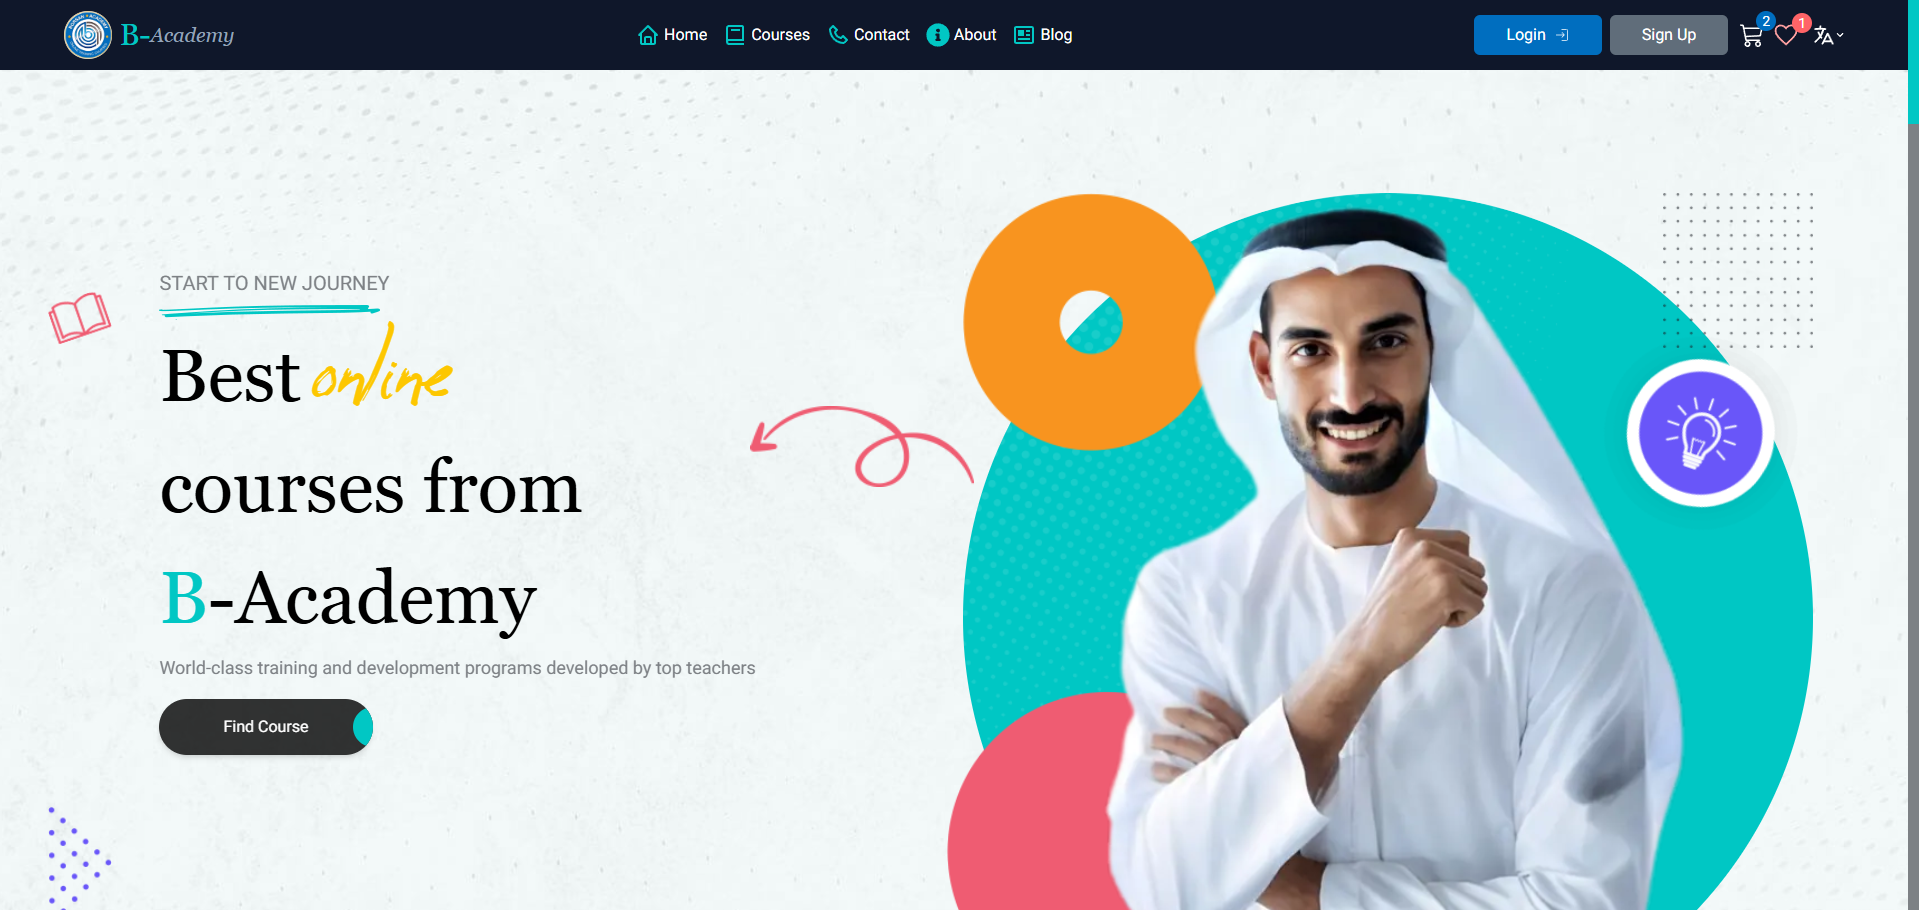 B-Academy
Home
Courses
Contact
About
Blog
Login
Sign Up
2
1
START TO NEW JOURNEY
Best online
courses from
B-Academy
World-class training and development programs developed by top teachers
Find Course